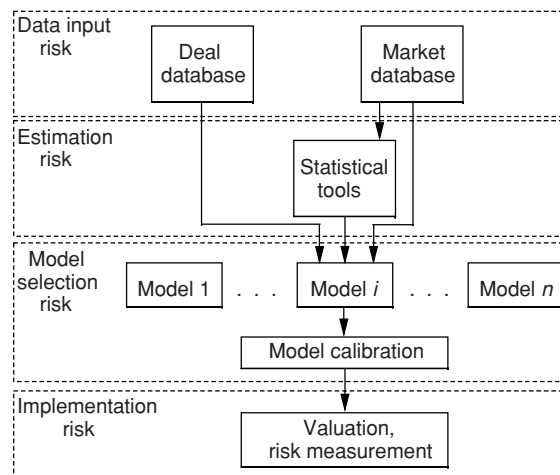 Data input
risk
Deal
database
Market
database
Estimation
risk
Statistical
tools
Model
selection
risk
Model 1
. . .
Model i
. . .
Model n
Model calibration
Implementation
risk
Valuation,
risk measurement